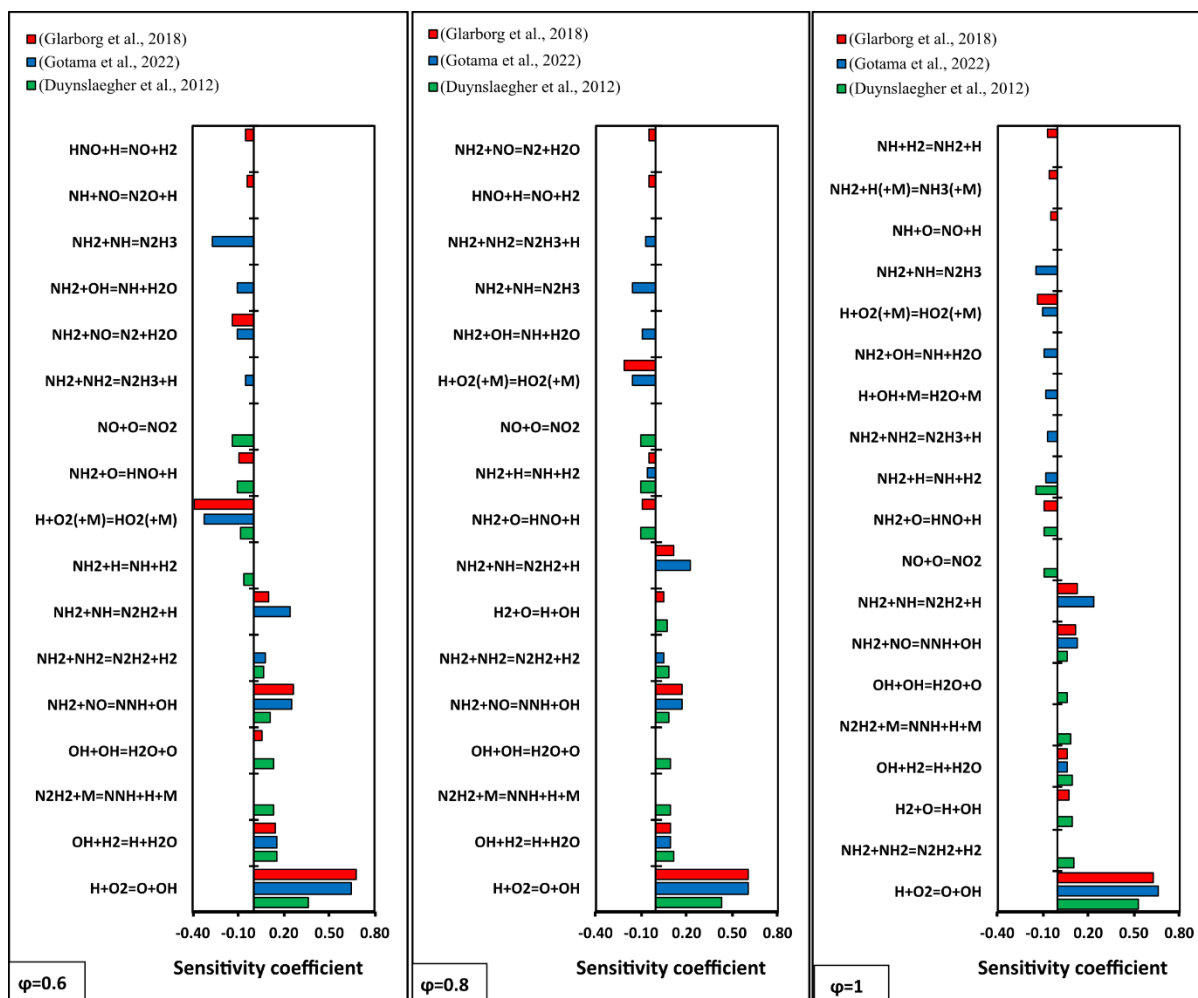 (Glarborg et al., 2018)
(Gotama et al., 2022)
(Duynslaegher et al., 2012)
HNO+H=NO+H2
NH+NO=N2O+H
NH2+NH=N2H3
NH2+OH=NH+H2O
NH2+NO=N2+H2O
NH2+NH2=N2H3+H
NO+O=NO2
NH2+O=HNO+H
H+O2(+M)=HO2(+M)
NH2+H=NH+H2
NH2+NH=N2H2+H
NH2+NH2=N2H2+H2
NH2+NO=NNH+OH
OH+OH=H2O+O
N2H2+M=NNH+H+M
OH+H2=H+H2O
H+O2=O+OH
-0.40 -0.10 0.20 0.50 0.80
Sensitivity coefficient
φ=0.6
(Glarborg et al., 2018)
(Gotama et al., 2022)
(Duynslaegher et al., 2012)
NH2+NO=N2+H2O
HNO+H=NO+H2
NH2+NH2=N2H3+H
NH2+NH=N2H3
NH2+OH=NH+H2O
H+O2(+M)=HO2(+M)
NO+O=NO2
NH2+H=NH+H2
NH2+O=HNO+H
NH2+NH=N2H2+H
H2+O=H+OH
NH2+NH2=N2H2+H2
NH2+NO=NNH+OH
OH+OH=H2O+O
N2H2+M=NNH+H+M
OH+H2=H+H2O
H+O2=O+OH
-0.40 -0.10 0.20 0.50 0.80
Sensitivity coefficient
φ=0.8
(Glarborg et al., 2018)
(Gotama et al., 2022)
(Duynslaegher et al., 2012)
NH+H2=NH2+H
NH2+H(+M)=NH3(+M)
NH+O=NO+H
NH2+NH=N2H3
H+O2(+M)=HO2(+M)
NH2+OH=NH+H2O
H+OH+M=H2O+M
NH2+NH2=N2H3+H
NH2+H=NH+H2
NH2+O=HNO+H
NO+O=NO2
NH2+NH=N2H2+H
NH2+NO=NNH+OH
OH+OH=H2O+O
N2H2+M=NNH+H+M
OH+H2=H+H2O
H2+O=H+OH
NH2+NH2=N2H2+H2
H+O2=O+OH
-0.40 -0.10 0.20 0.50 0.80
Sensitivity coefficient
φ=1